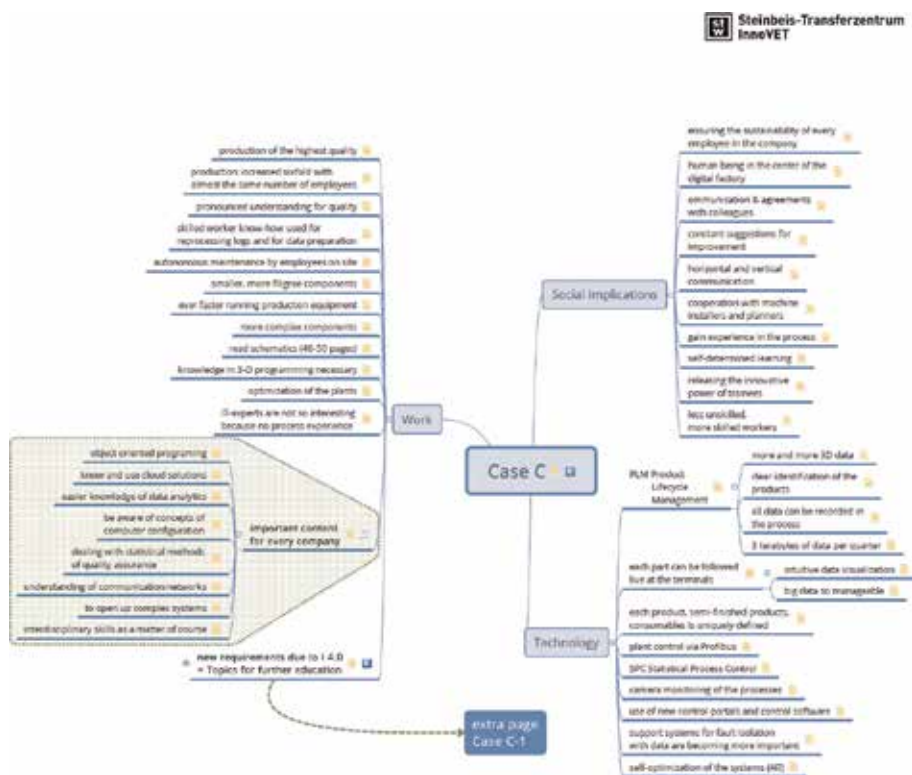 Steinbeis-Transferzentrum
InnoVET
production of the highest quality
production increased sixfold with
almost the same number of employees
pronounced understanding for quality
skilled worker know-how used for
reprocessing logs and for data preparation
autonomous maintenance by employees on site
smaller, more filigree components
ever faster running production equipment
more complex components
read schematics (40-50 pages)
knowledge in 3-D programming necessary
optimization of the plants
IT-experts are not so interesting
because no process experience
Work
object oriented programing
know and use cloud solutions
easier knowledge of data analytics
be aware of concepts of
computer configuration
dealing with statistical methods
of quality assurance
understanding of communication networks
to open up complex systems
interdisciplinary skills as a matter of course
important content
for every company
new requirements due to I 4.0
= Topics for further education
Case C
extra page
Case C-1
Social Implications
ensuring the sustainability of every
employee in the company
human being in the center of the
digital factory
ommunication & agreements
with colleagues
constant suggestions for
improvement
horizontal and vertical
communication
cooperation with machine
installers and planners
gain experience in the process
self-determined learning
releasing the innovative
power of trainees
less unskilled,
more skilled workers
Technology
PLM Product
Lifecycle
Management
more and more 3D data
clear identification of the
products
all data can be recorded in
the process
3 terabytes of data per quarter
each part can be followed
live at the terminals
intuitive data visualization
big data to manageable
each product, semi-finished products,
consumables is uniquely defined
plant control via Profibus
SPC Statistical Process Control
camera monitoring of the processes
use of new control portals and control software
support systems for fault isolation
with data are becoming more important
self-optimization of the systems